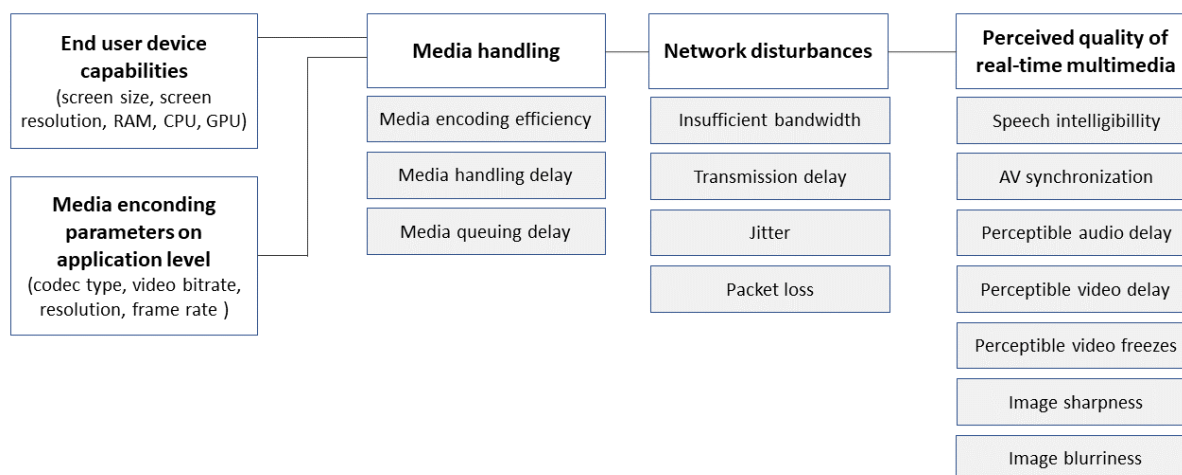 End user device
capabilities
(screen size, screen
resolution, RAM, CPU, GPU)
Media enconding
parameters on
application level
(codec type, video bitrate,
resolution, frame rate )
Media handling
Media encoding efficiency
Media handling delay
Media queuing delay
Network disturbances
Insufficient bandwidth
Transmission delay
Jitter
Packet loss
Perceived quality of
real-time multimedia
Speech intelligibillity
AV synchronization
Perceptible audio delay
Perceptible video delay
Perceptible video freezes
Image sharpness
Image blurriness